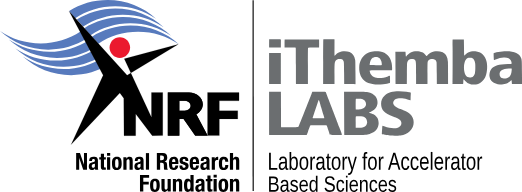 NRF
National Research
Foundation
iThemba
LABS
Laboratory for Accelerator
Based Sciences